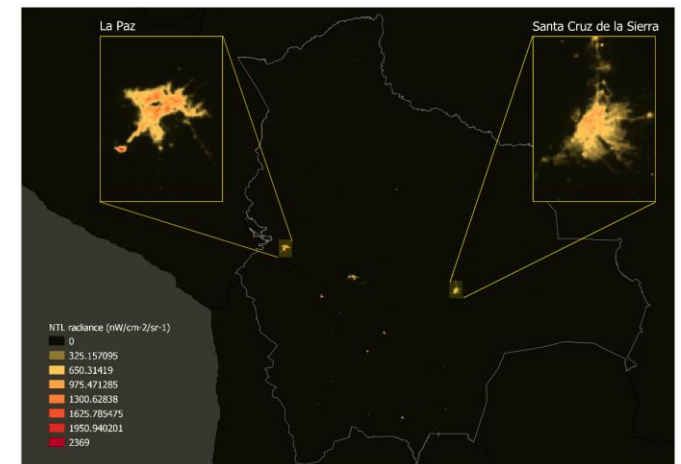 La Paz
Santa Cruz de la Sierra
NTL radiance (nW/cm-2/sr-1)
0
325.157095
650.31419
975.471285
1300.62838
1625.785475
1950.940201
2369